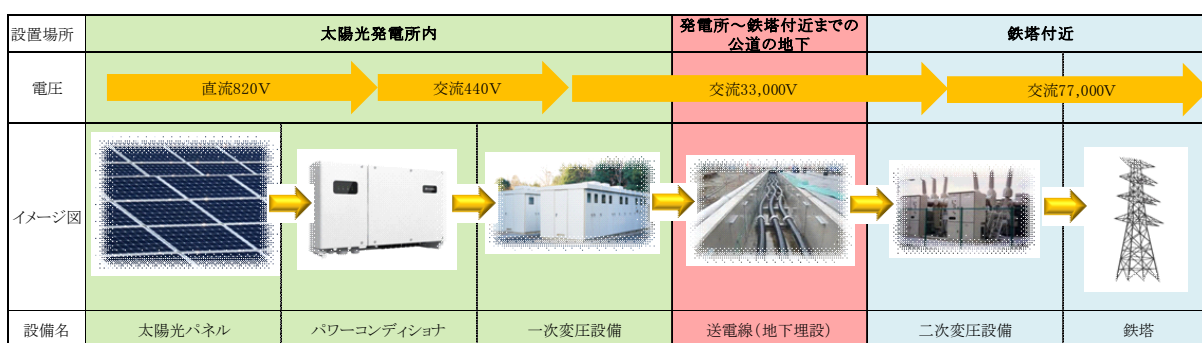 設置場所
太陽光発電所内
発電所～鉄塔付近までの
公道の地下
鉄塔付近
電圧
直流820V
交流440V
交流33,000V
交流77,000V
イメージ図
設備名
太陽光パネル
パワーコンディショナ
一次変圧設備
送電線(地下埋設)
二次変圧設備
鉄塔